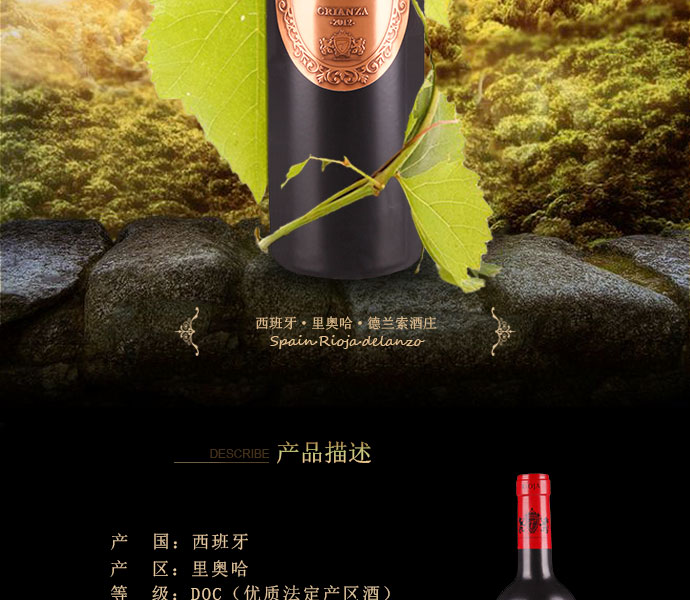 CRIANZA
·2012·
西班牙·里奥哈·德兰索酒庄
Spain·Rioja·delanzo
DESCRIBE 产品描述
产 国：西班牙
产 区：里奥哈
等 级：DOC（优质法定产区酒）